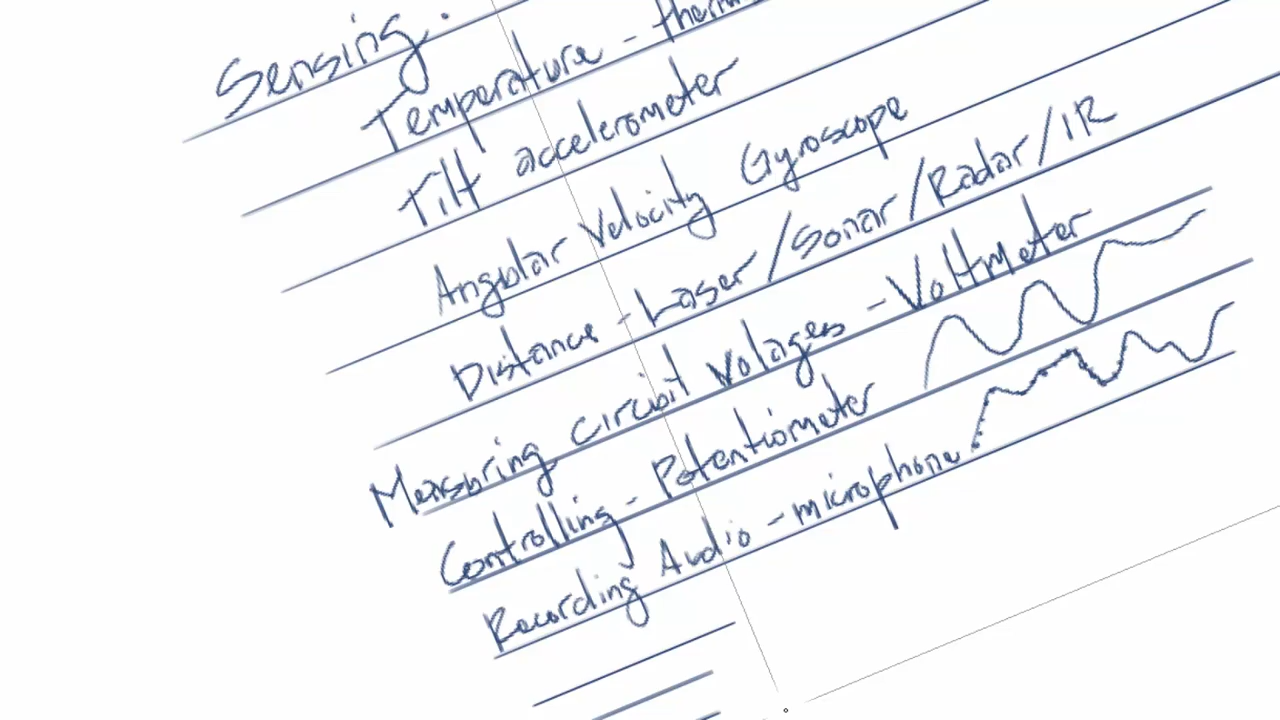 Sensing.
Temperature - therm
Tilt accelerometer
Angular Velocity Gyroscope
Distance - Laser/Sonar/Radar/IR
Measuring circuit Volages - Voltmeter
Controlling - Potentiometer
Recording Audio - microphone